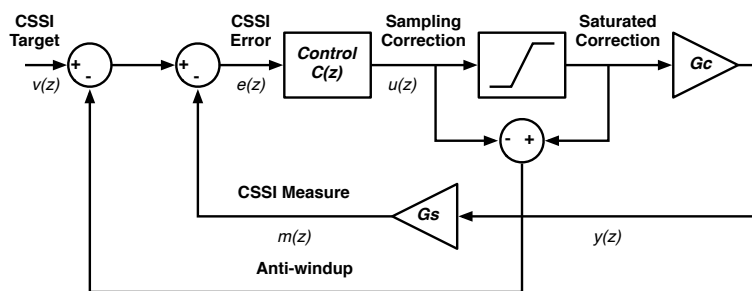 CSSI
Target
CSSI
Error
Sampling
Correction
Saturated
Correction
+
-
+
-
Control
C(z)
Gc
v(z)
e(z)
u(z)
- +
CSSI Measure
Gs
m(z)
y(z)
Anti-windup